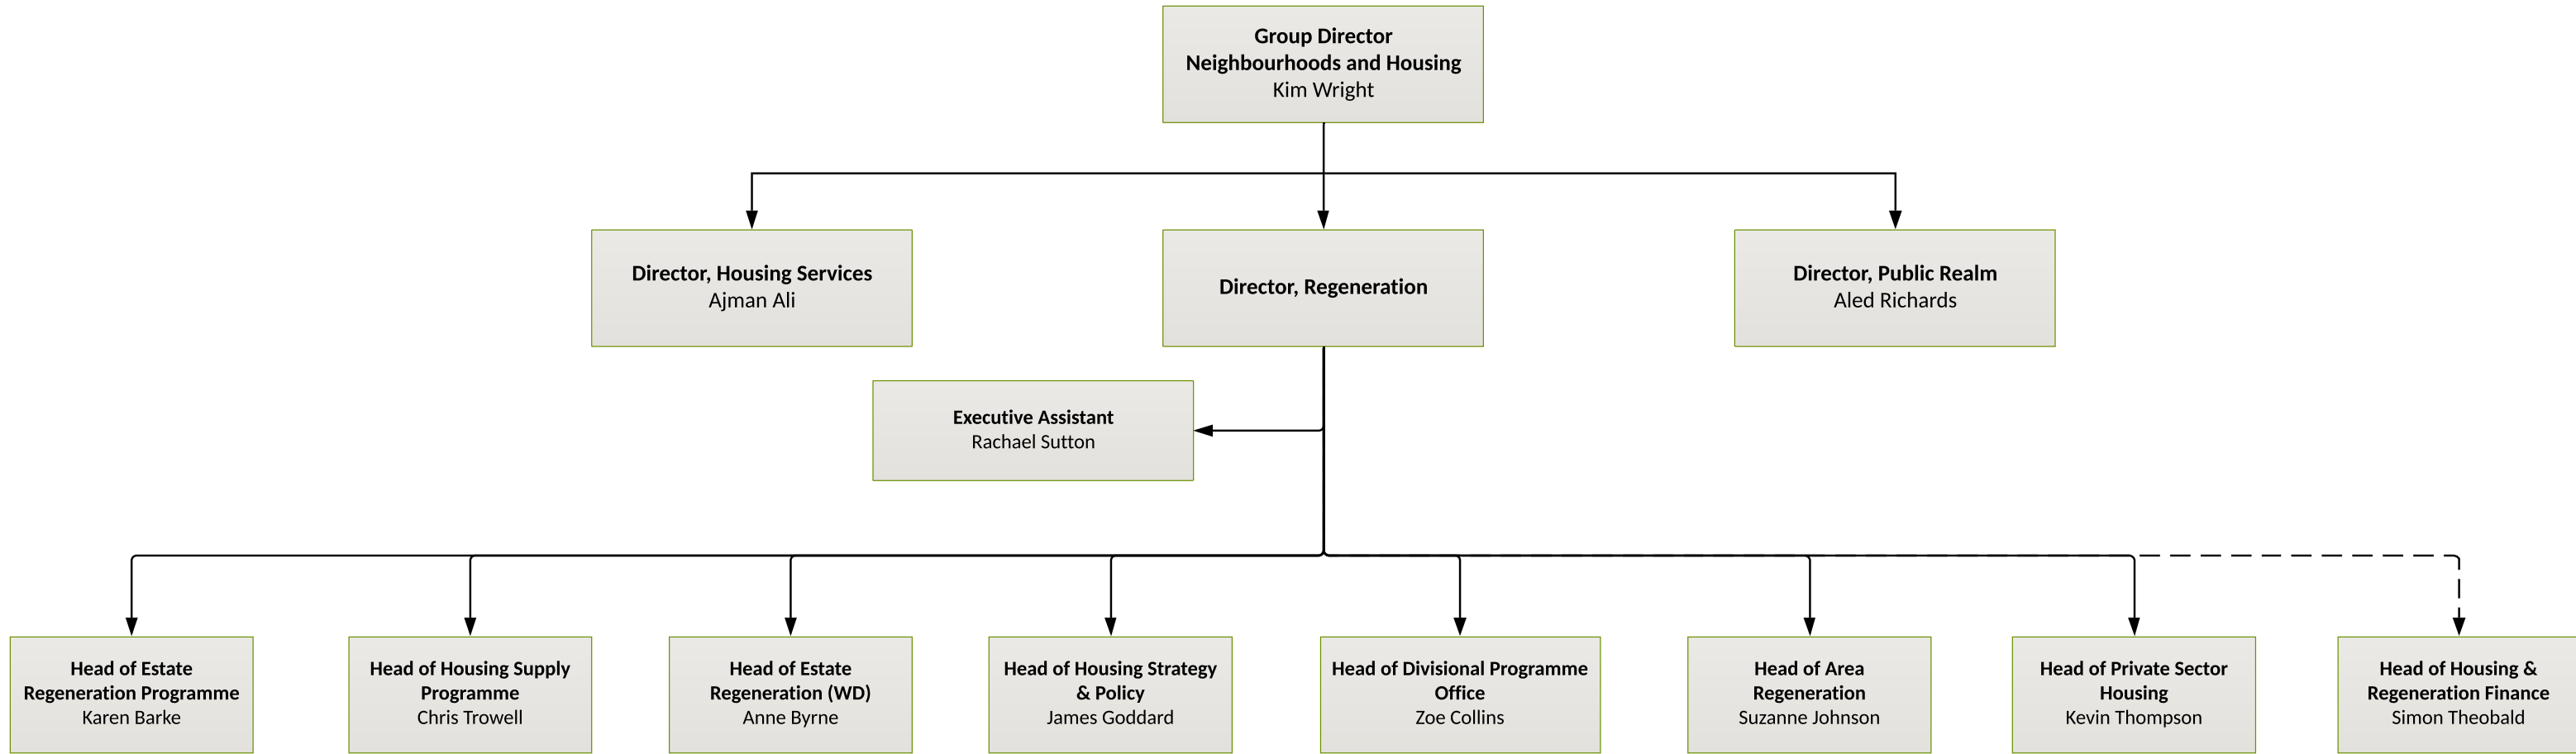 Group Director
Neighbourhoods and Housing
Kim Wright
Director, Housing Services
Ajman Ali
Director, Regeneration
Director, Public Realm
Aled Richards
Executive Assistant
Rachael Sutton
Head of Estate
Regeneration Programme
Karen Barke
Head of Housing Supply
Programme
Chris Trowell
Head of Estate
Regeneration (WD)
Anne Byrne
Head of Housing Strategy
& Policy
James Goddard
Head of Divisional Programme
Office
Zoe Collins
Head of Area
Regeneration
Suzanne Johnson
Head of Private Sector
Housing
Kevin Thompson
Head of Housing &
Regeneration Finance
Simon Theobald